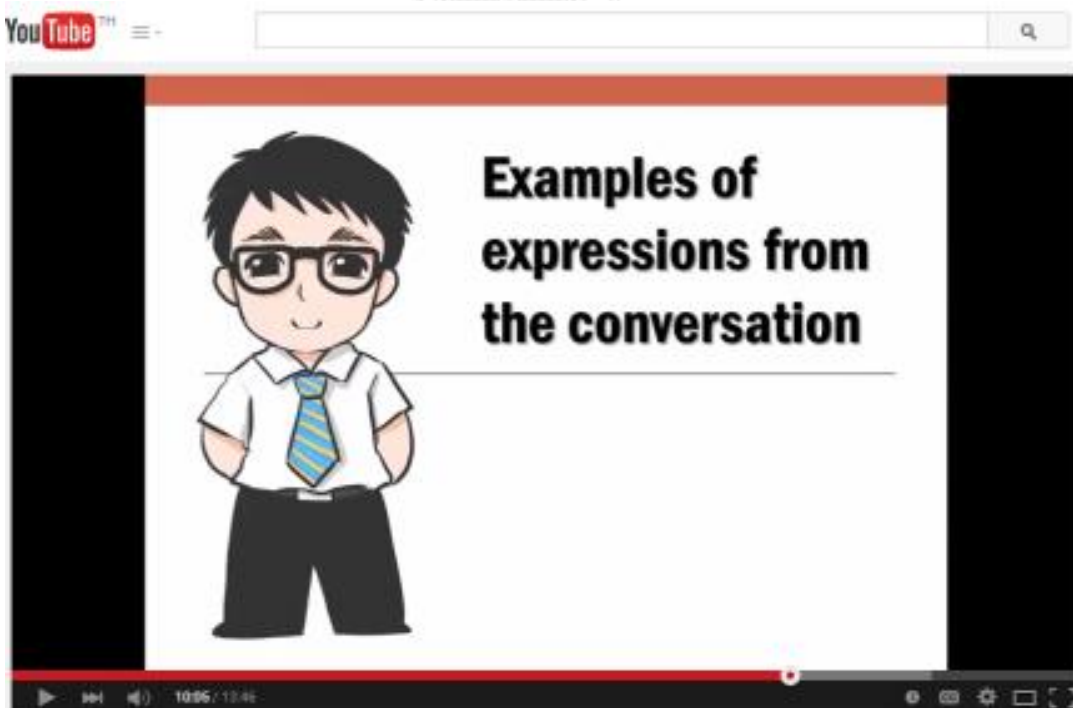 YouTube TH
Examples of
expressions from
the conversation
10:05 / 13:46